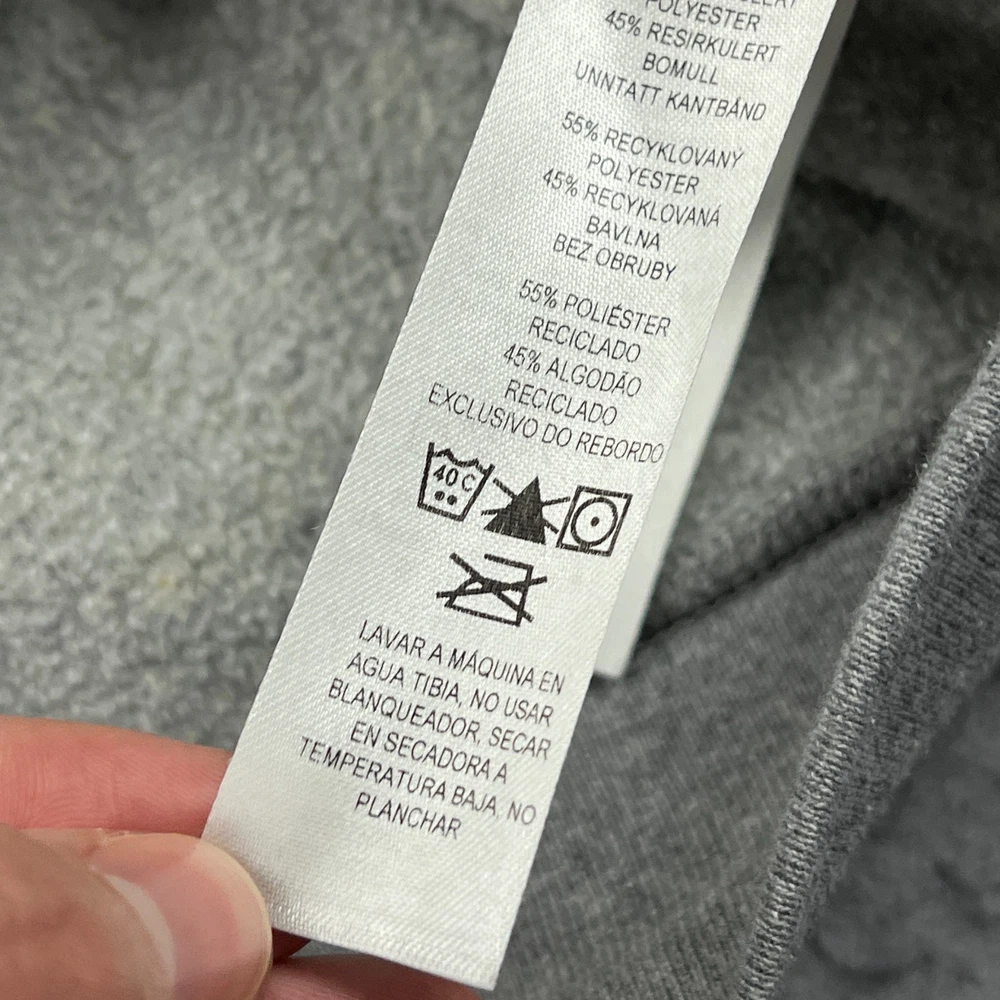 POLYESTER
45% RESIRKULERT
BOMULL
UNNTATT KANTBÅND
55% RECYKLOVANÝ
POLYESTER
45% RECYKLOVANÁ
BAVLNA
BEZ OBRUBY
55% POLIÉSTER
RECICLADO
45% ALGODÃO
RECICLADO
EXCLUSIVO DO REBORDO
40 C
LAVAR A MÁQUINA EN
AGUA TIBIA, NO USAR
BLANQUEADOR, SECAR
EN SECADORA A
TEMPERATURA BAJA, NO
PLANCHAR